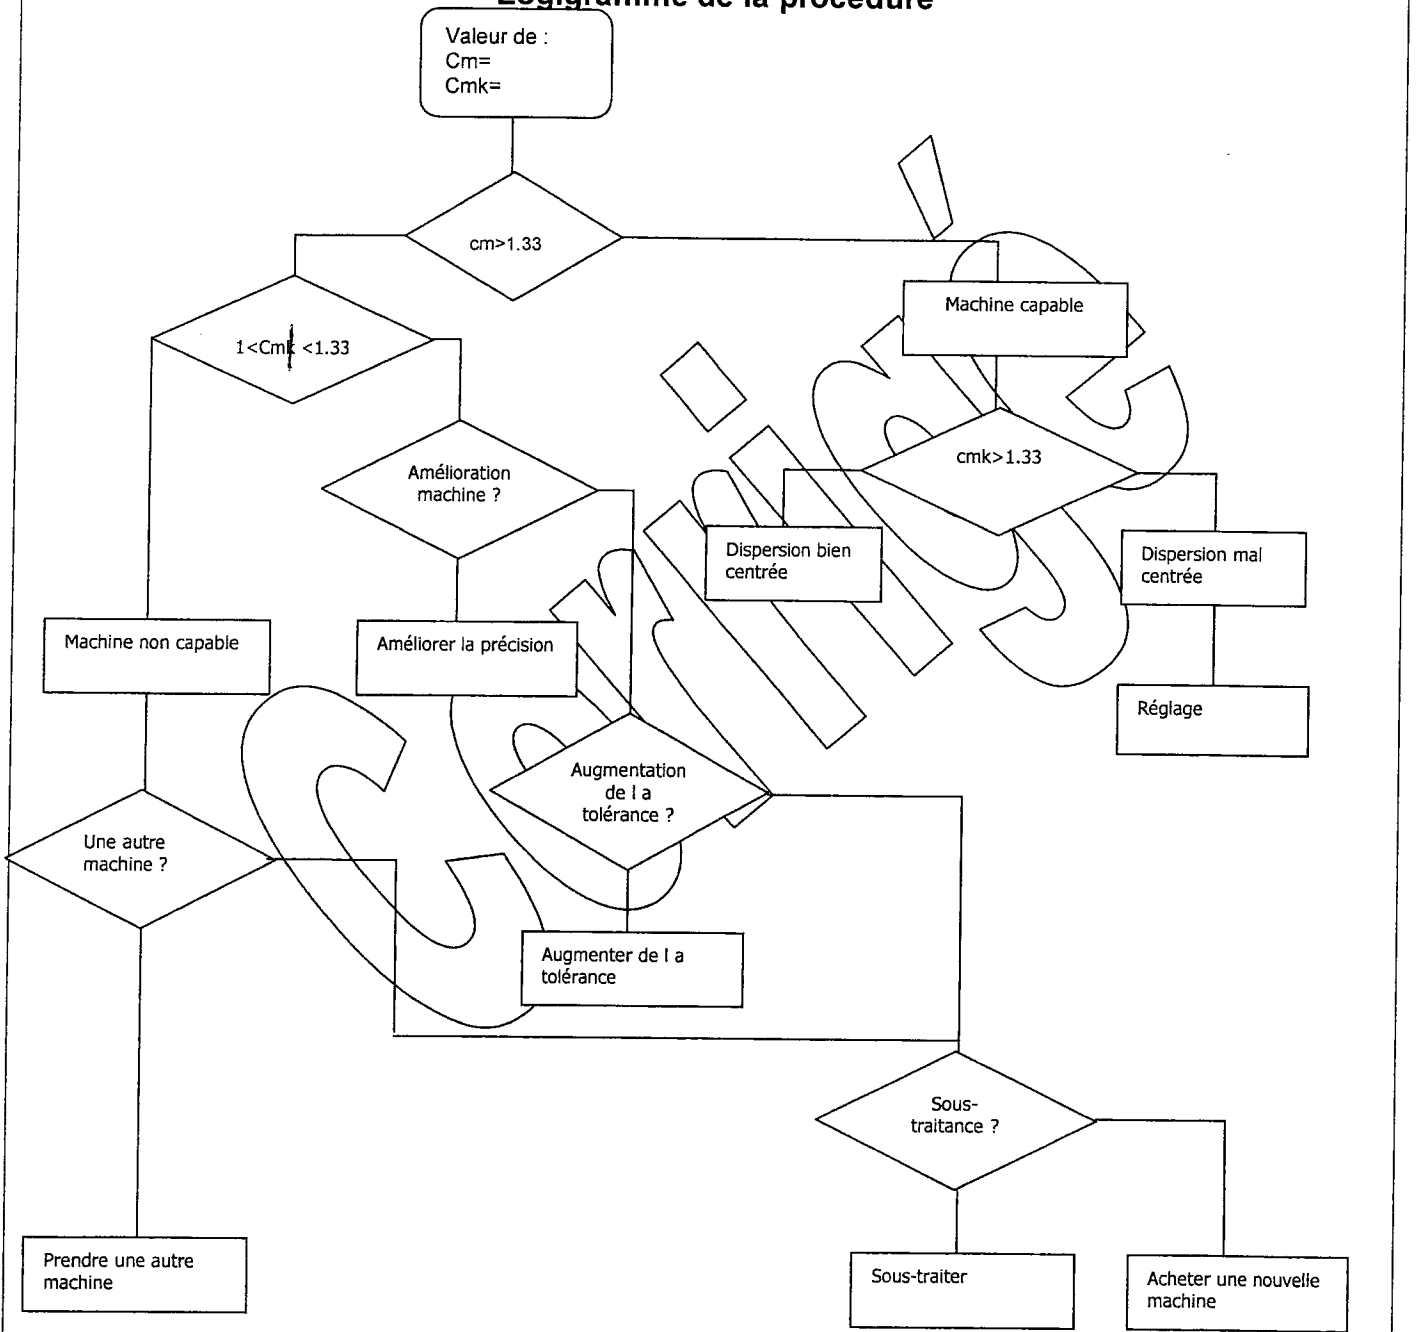 Logigramme de la procédure
Valeur de :
Cm=
Cmk=
cm>1.33
Machine capable
1<Cmk <1.33
cmk>1.33
Amélioration
machine ?
Dispersion bien
centrée
Dispersion mal
centrée
Machine non capable
Améliorer la précision
Réglage
Augmentation
de l a
tolérance ?
Une autre
machine ?
Augmenter de l a
tolérance
Sous-
traitance ?
Prendre une autre
machine
Sous-traiter
Acheter une nouvelle
machine